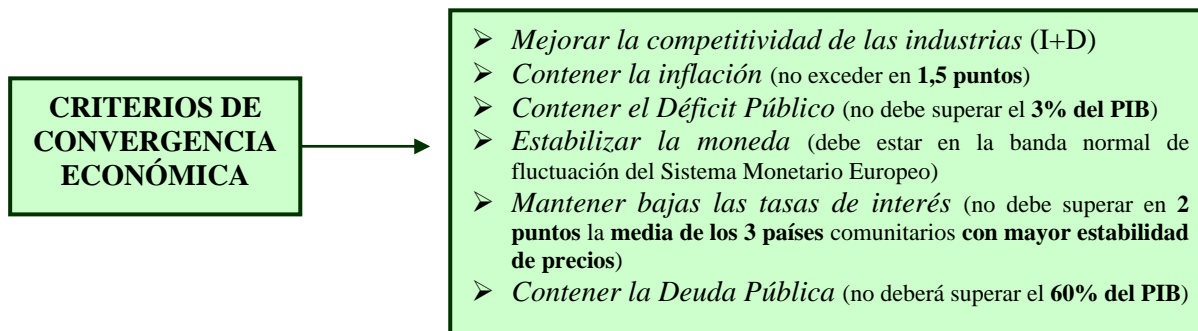 CRITERIOS DE
CONVERGENCIA
ECONÓMICA
➢ Mejorar la competitividad de las industrias (I+D)
➢ Contener la inflación (no exceder en 1,5 puntos)
➢ Contener el Déficit Público (no debe superar el 3% del PIB)
➢ Estabilizar la moneda (debe estar en la banda normal de
fluctuación del Sistema Monetario Europeo)
➢ Mantener bajas las tasas de interés (no debe superar en 2
puntos la media de los 3 países comunitarios con mayor estabilidad
de precios)
➢ Contener la Deuda Pública (no deberá superar el 60% del PIB)